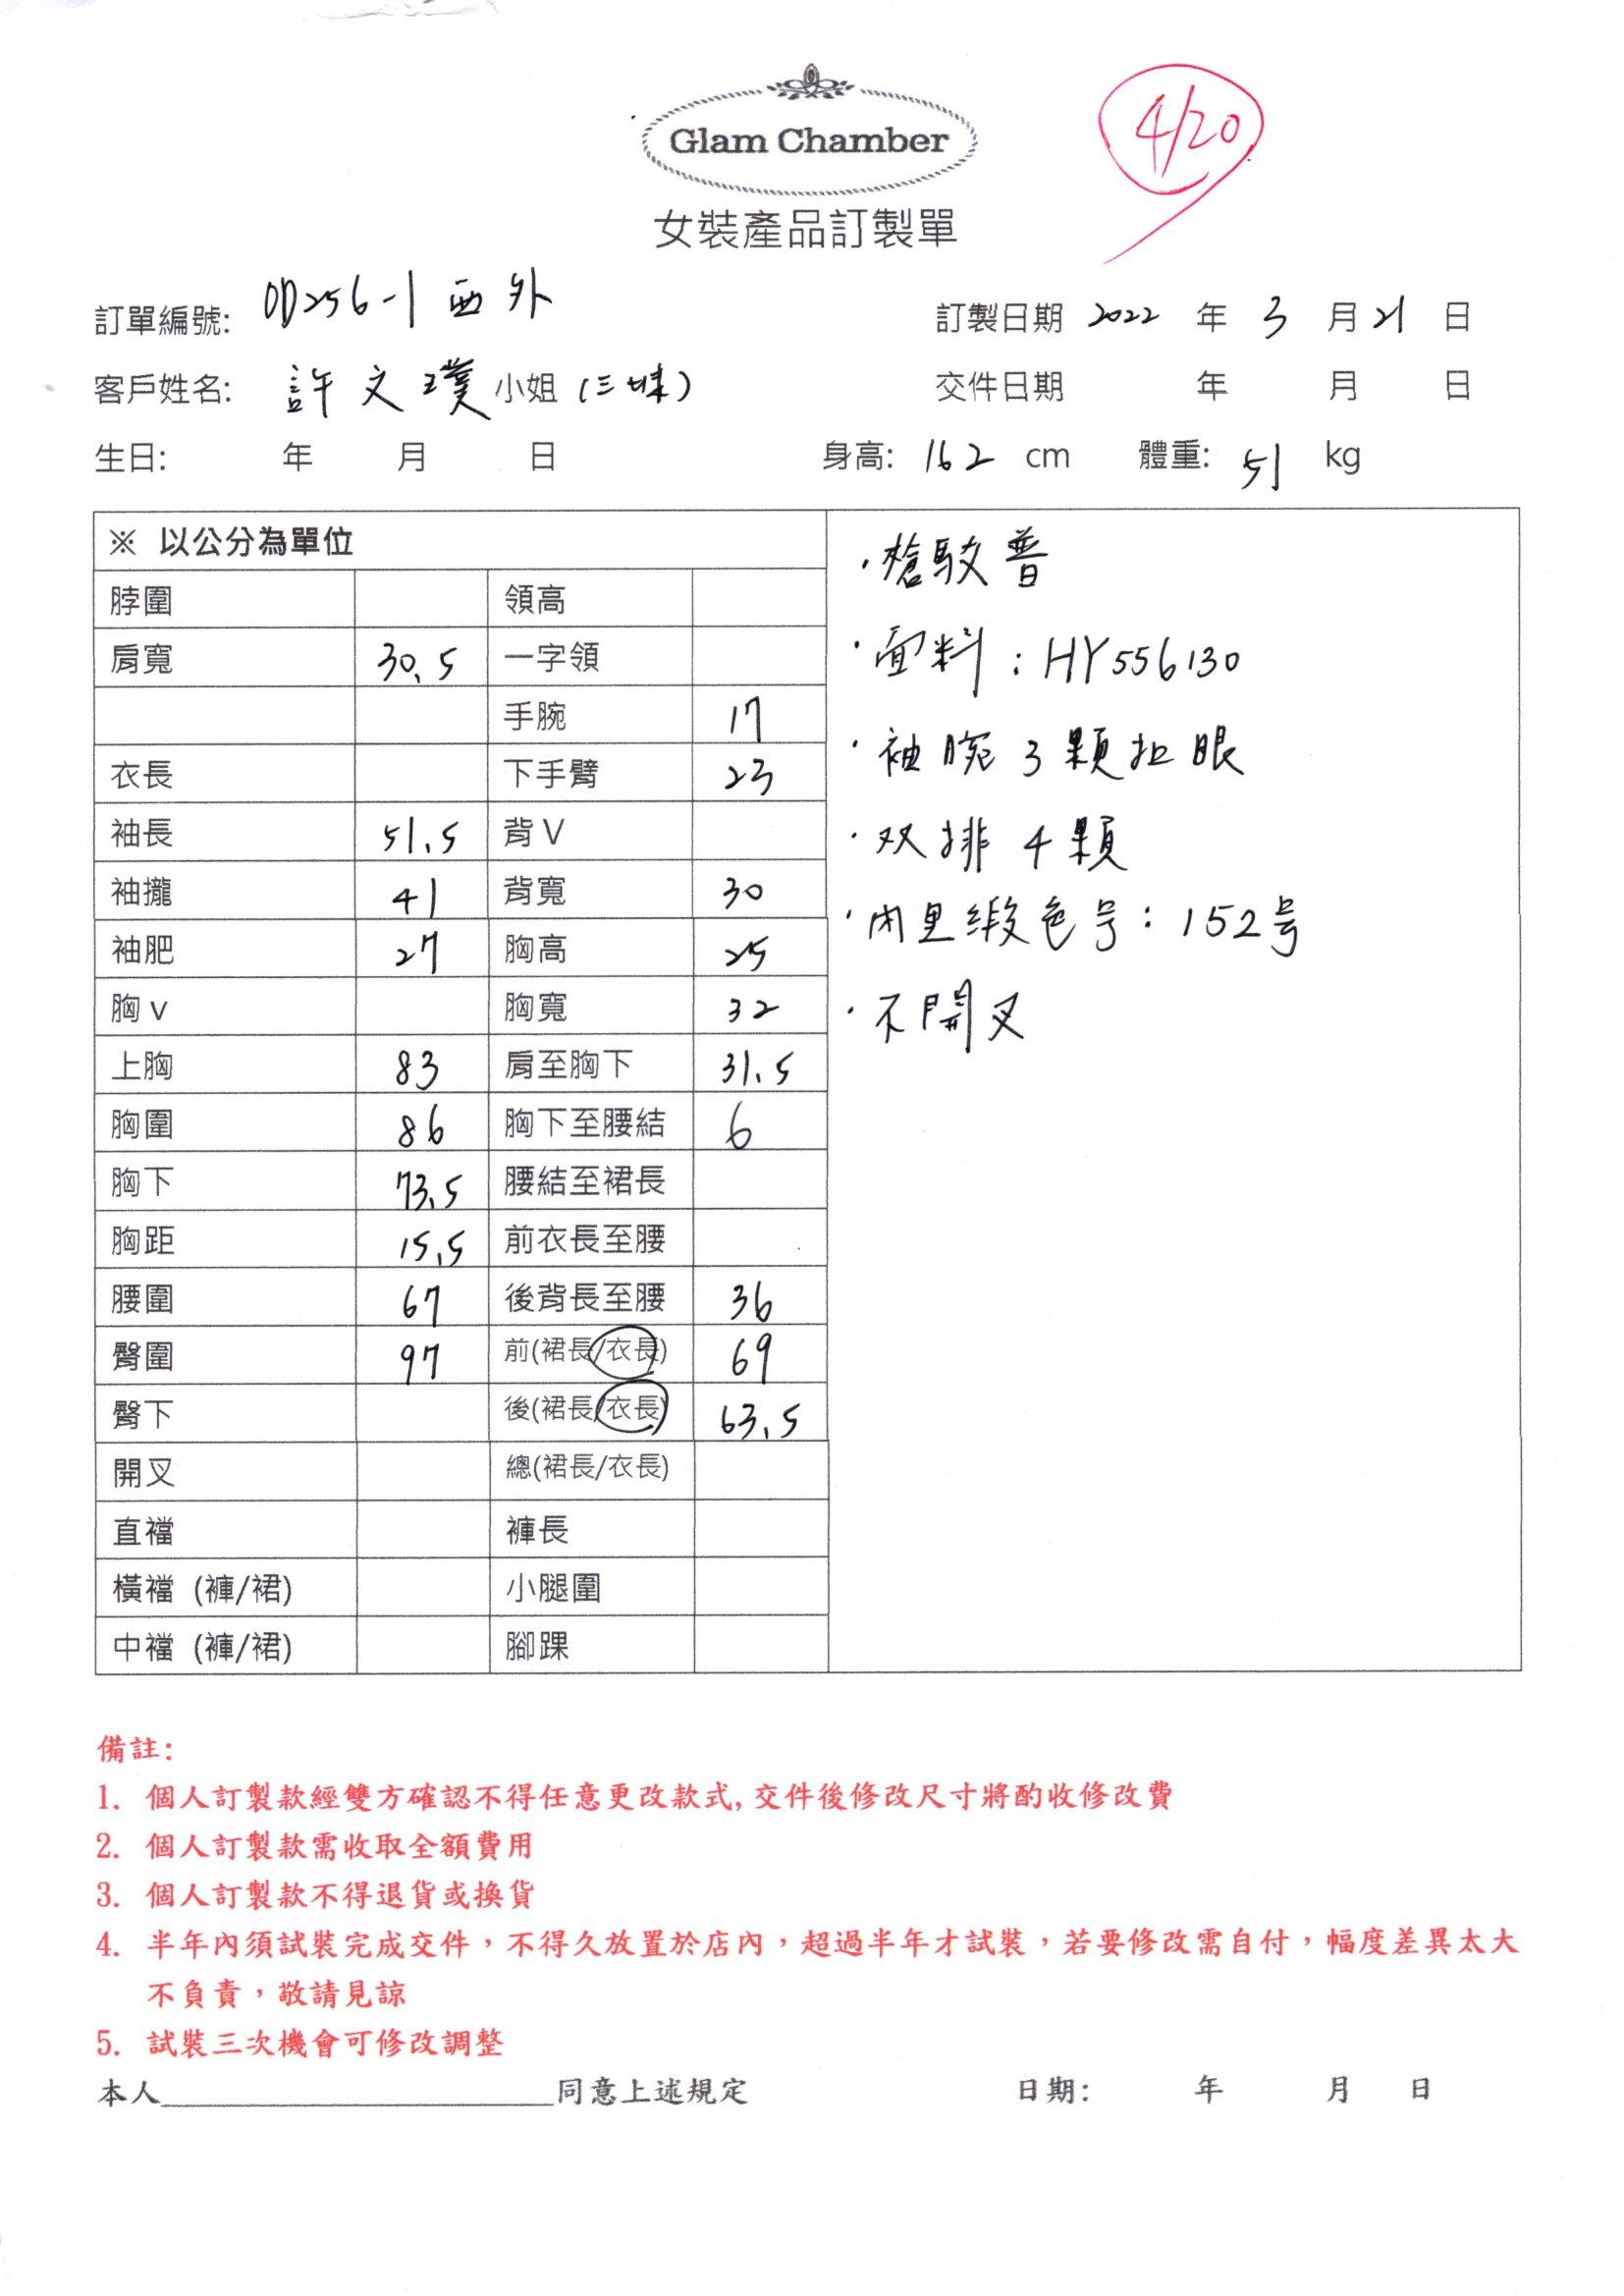 Glam Chamber
4/20
女裝產品訂製單
訂單編號: OD256-1 西外
訂製日期 2022 年 3 月 21 日
客戶姓名: 許文璞 小姐 (三妹)
交件日期 年 月 日
生日: 年 月 日 身高: 162 cm 體重: 51 kg
※ 以公分為單位
脖圍 領高
肩寬 30.5 一字領
手腕 17
衣長 下手臂 23
袖長 51.5 背V
袖攏 41 背寬 30
袖肥 27 胸高 25
胸v 胸寬 32
上胸 83 肩至胸下 31.5
胸圍 86 胸下至腰結 6
胸下 73.5 腰結至裙長
胸距 15.5 前衣長至腰
腰圍 67 後背長至腰 36
臀圍 97 前(裙長/衣長) 69
臀下 後(裙長/衣長) 63.5
開叉 總(裙長/衣長)
直襠 褲長
橫襠 (褲/裙) 小腿圍
中襠 (褲/裙) 腳踝
·槍駁普
·面料:HY556130
·袖腕3顆扣眼
·双排4顆
·內里緞色号:152号
·不開叉
備註:
1. 個人訂製款經雙方確認不得任意更改款式,交件後修改尺寸將酌收修改費
2. 個人訂製款需收取全額費用
3. 個人訂製款不得退貨或換貨
4. 半年內須試裝完成交件,不得久放置於店內,超過半年才試裝,若要修改需自付,幅度差異太大
不負責,敬請見諒
5. 試裝三次機會可修改調整
本人______________________同意上述規定 日期: 年 月 日